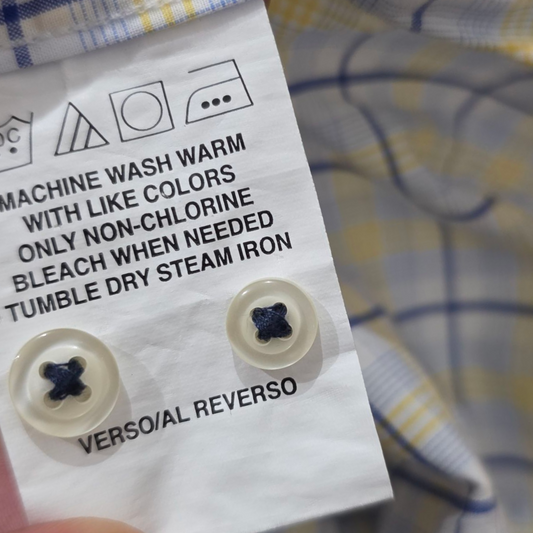 MACHINE WASH WARM
WITH LIKE COLORS
ONLY NON-CHLORINE
BLEACH WHEN NEEDED
TUMBLE DRY STEAM IRON
VERSO/AL REVERSO